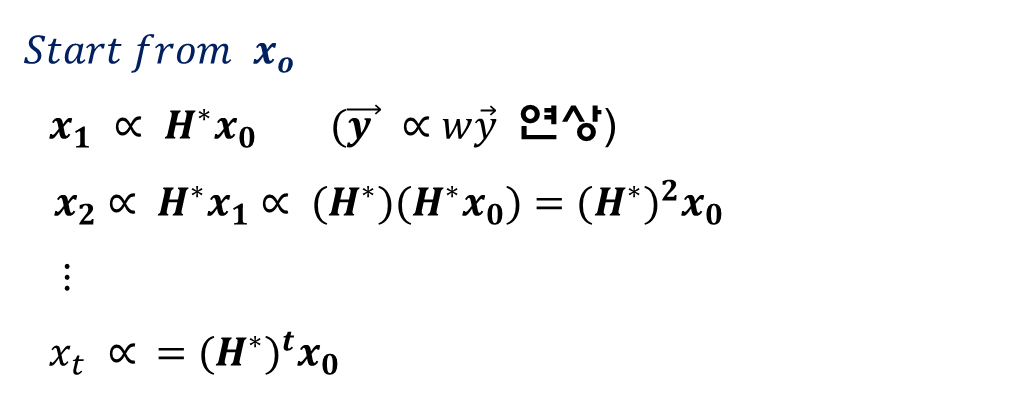 Start from x₀
x₁ ∝ H*x₀ (y⃗ ∝ wy⃗ 연상)
x₂ ∝ H*x₁ ∝ (H*)(H*x₀) = (H*)²x₀
⋮
xₜ ∝ = (H*)ᵗx₀